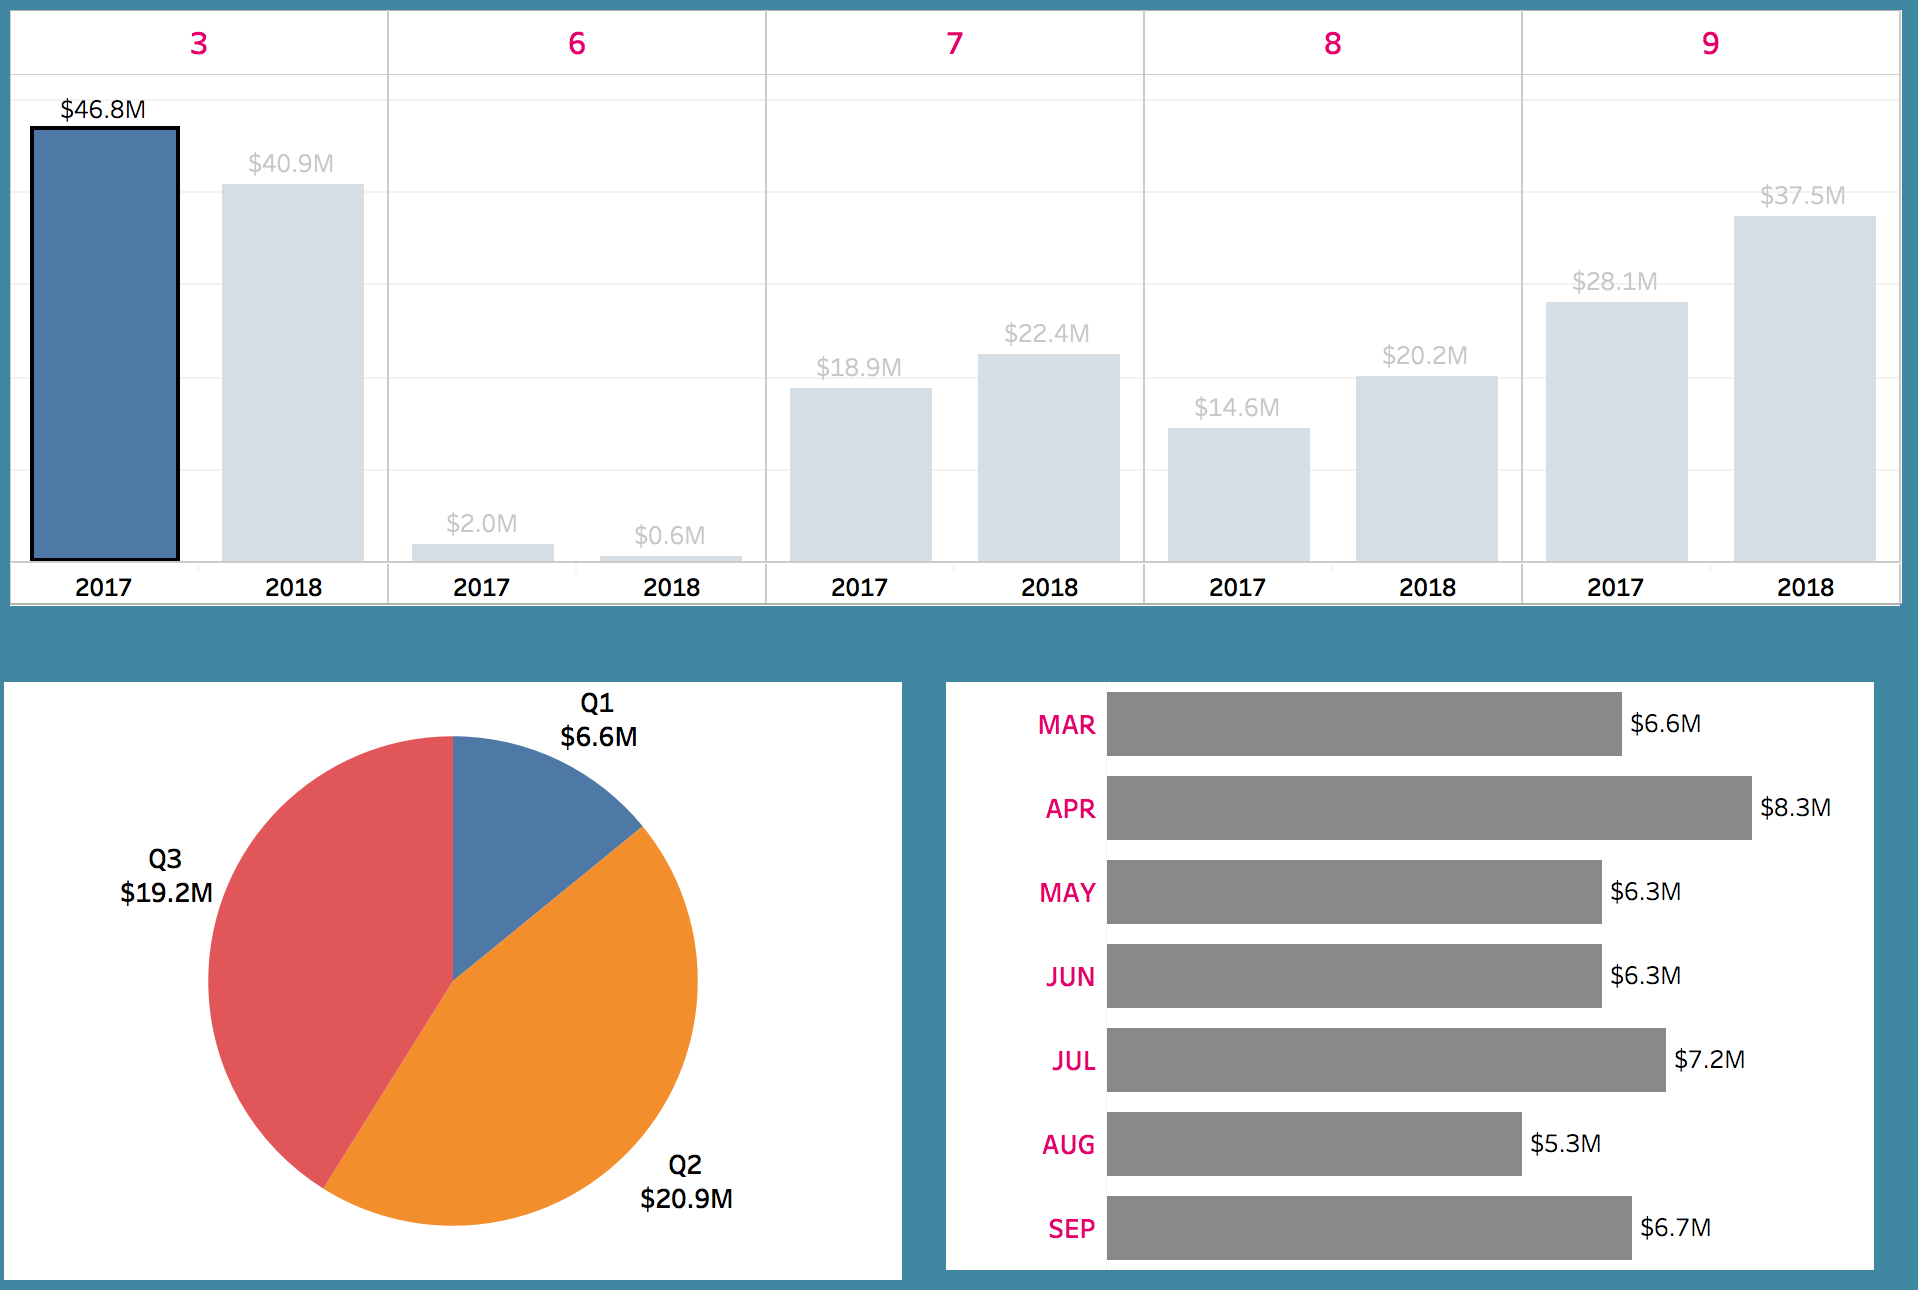 3 6 7 8 9
$46.8M
$40.9M
$37.5M
$28.1M
$22.4M
$20.2M
$18.9M
$14.6M
$2.0M
$0.6M
2017 2018 2017 2018 2017 2018 2017 2018 2017 2018
Q1
$6.6M
Q3
$19.2M
Q2
$20.9M
MAR $6.6M
APR $8.3M
MAY $6.3M
JUN $6.3M
JUL $7.2M
AUG $5.3M
SEP $6.7M